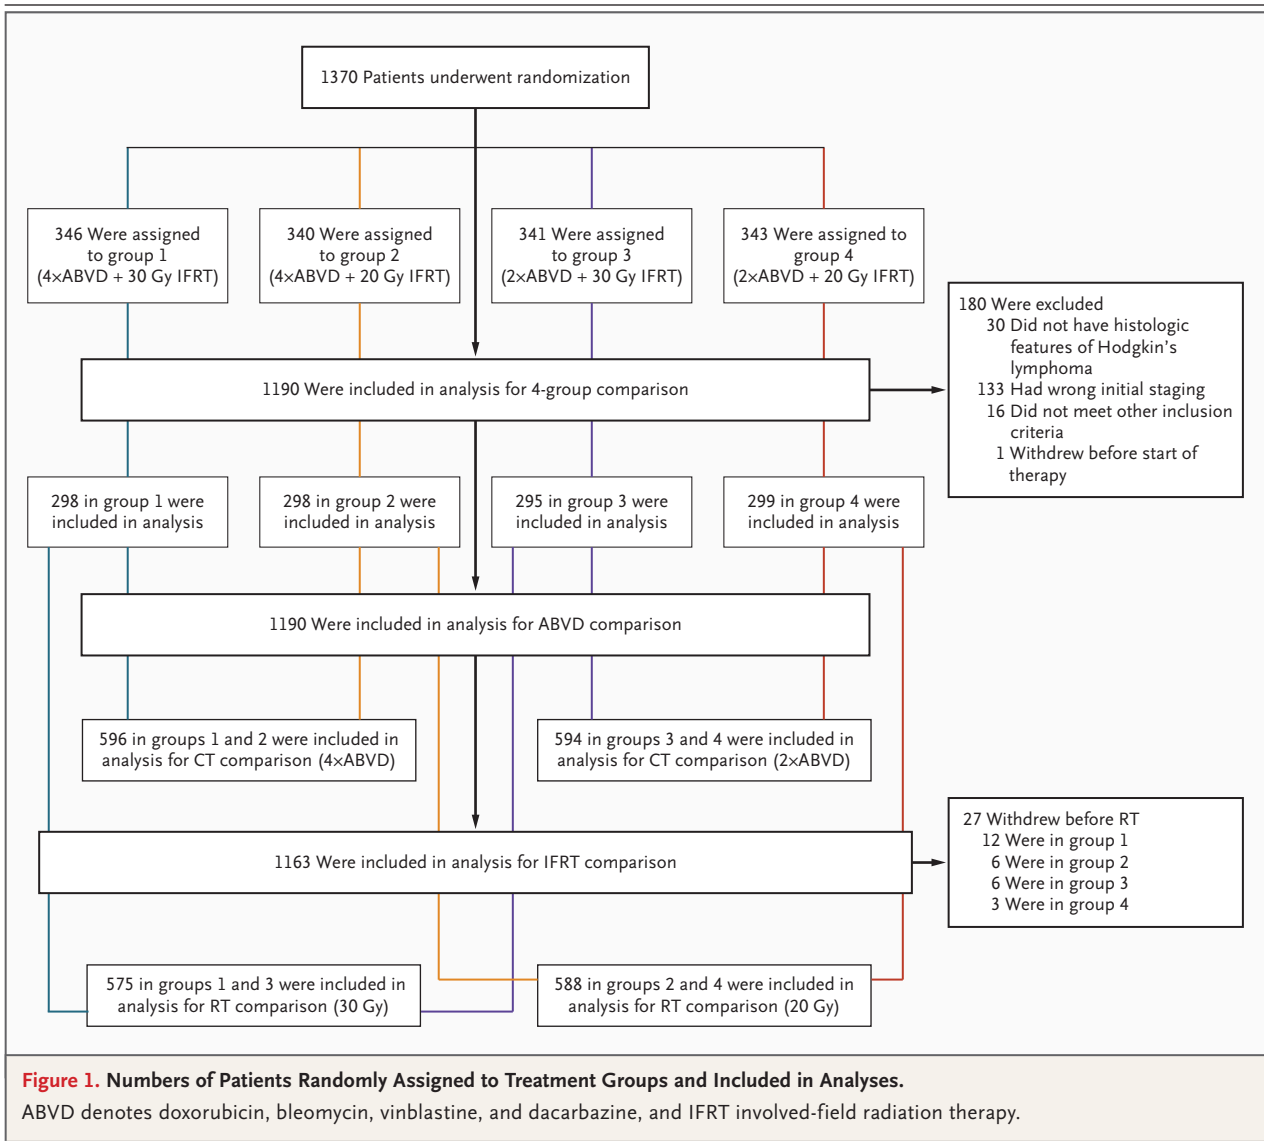 1370 Patients underwent randomization
346 Were assigned
to group 1
(4×ABVD + 30 Gy IFRT)
340 Were assigned
to group 2
(4×ABVD + 20 Gy IFRT)
341 Were assigned
to group 3
(2×ABVD + 30 Gy IFRT)
343 Were assigned to
group 4
(2×ABVD + 20 Gy IFRT)
180 Were excluded
30 Did not have histologic
features of Hodgkin's
lymphoma
133 Had wrong initial staging
16 Did not meet other inclusion
criteria
1 Withdrew before start of
therapy
1190 Were included in analysis for 4-group comparison
298 in group 1 were
included in analysis
298 in group 2 were
included in analysis
295 in group 3 were
included in analysis
299 in group 4 were
included in analysis
1190 Were included in analysis for ABVD comparison
596 in groups 1 and 2 were included in
analysis for CT comparison (4×ABVD)
594 in groups 3 and 4 were included in
analysis for CT comparison (2×ABVD)
1163 Were included in analysis for IFRT comparison
27 Withdrew before RT
12 Were in group 1
6 Were in group 2
6 Were in group 3
3 Were in group 4
575 in groups 1 and 3 were included in
analysis for RT comparison (30 Gy)
588 in groups 2 and 4 were included in
analysis for RT comparison (20 Gy)
Figure 1. Numbers of Patients Randomly Assigned to Treatment Groups and Included in Analyses.
ABVD denotes doxorubicin, bleomycin, vinblastine, and dacarbazine, and IFRT involved-field radiation therapy.